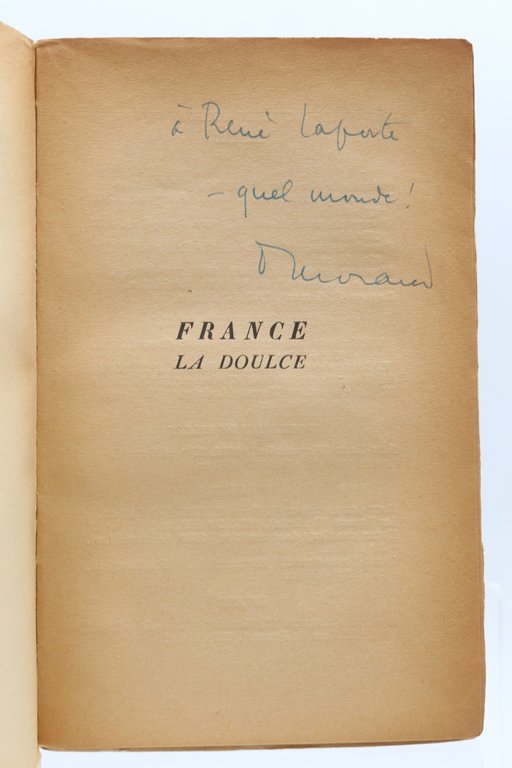 à René Laporte
– quel monde!
P Morand
FRANCE
LA DOULCE